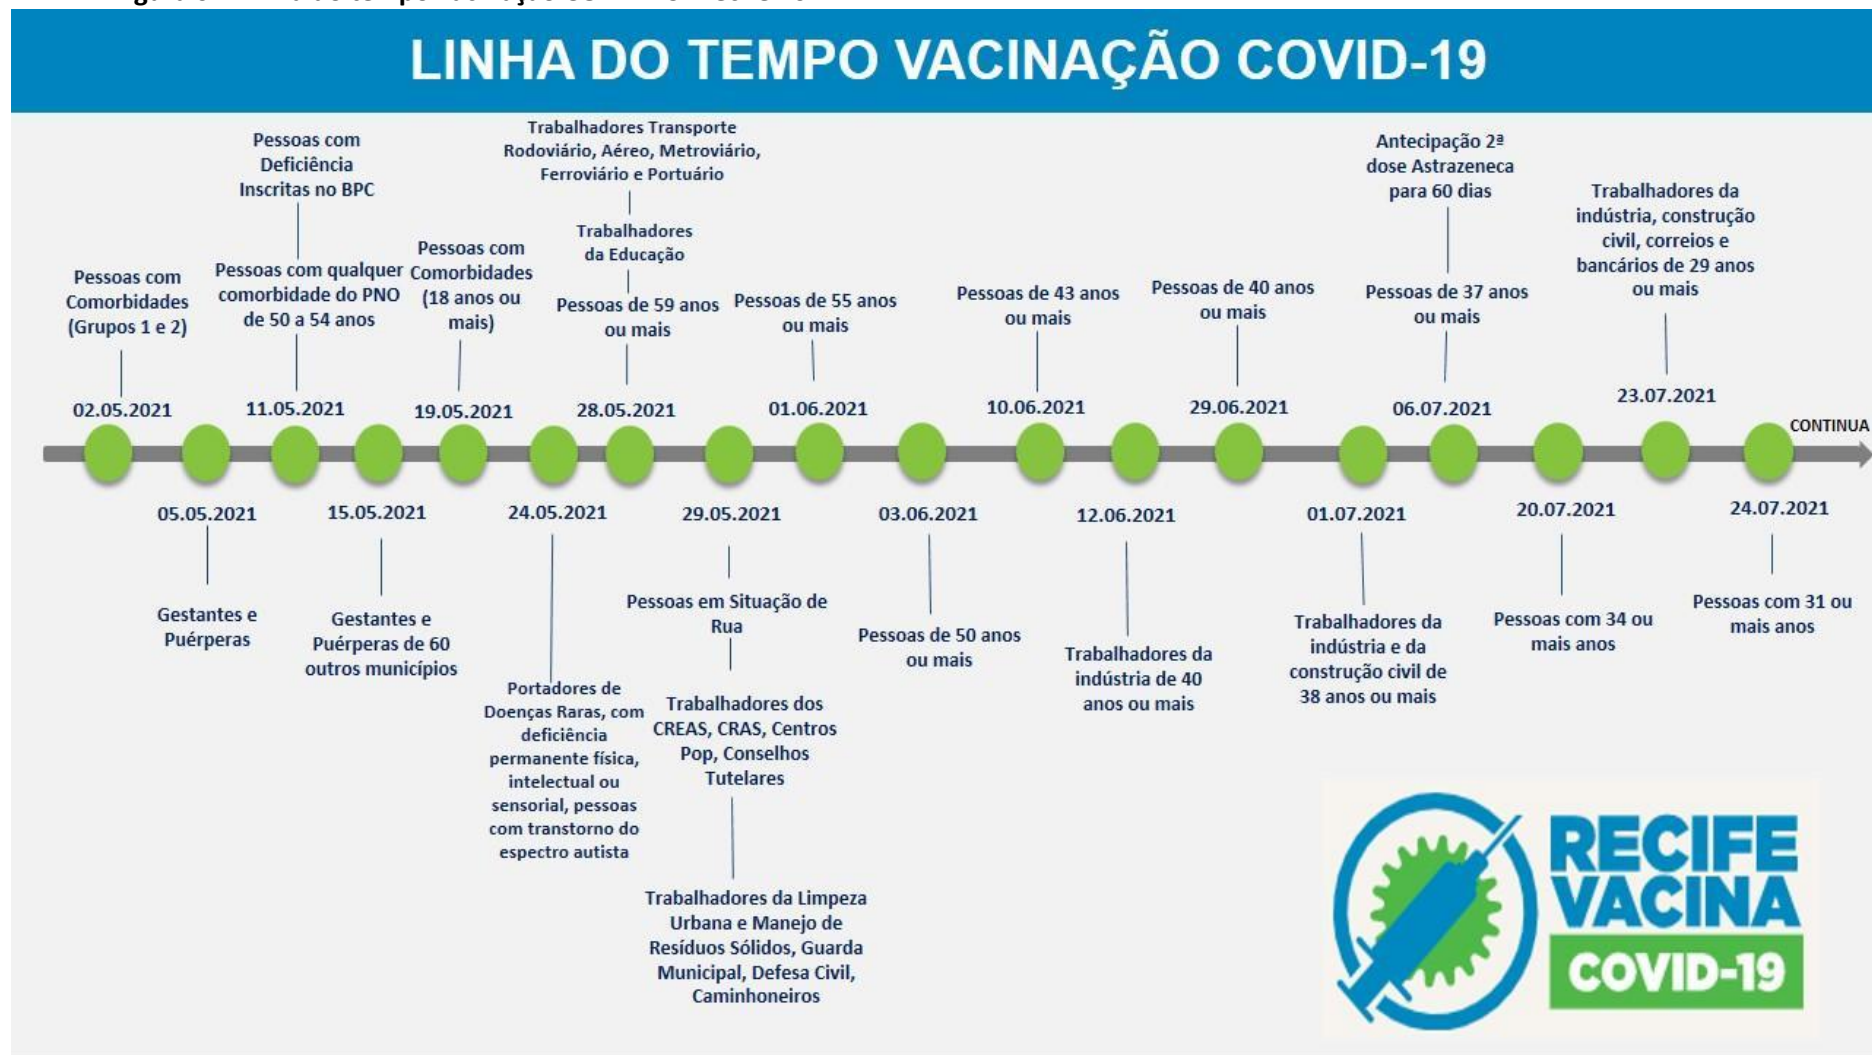 LINHA DO TEMPO VACINAÇÃO COVID-19
Pessoas com
Comorbidades
(Grupos 1 e 2)
02.05.2021
05.05.2021
Gestantes e
Puérperas
Pessoas com
Deficiência
Inscritas no BPC
Pessoas com qualquer
comorbidade do PNO
de 50 a 54 anos
11.05.2021
15.05.2021
Gestantes e
Puérperas de 60
outros municípios
Pessoas com
Comorbidades
(18 anos ou
mais)
19.05.2021
24.05.2021
Portadores de
Doenças Raras, com
deficiência
permanente física,
intelectual ou
sensorial, pessoas
com transtorno do
espectro autista
Trabalhadores Transporte
Rodoviário, Aéreo, Metroviário,
Ferroviário e Portuário
Trabalhadores
da Educação
Pessoas de 59 anos
ou mais
28.05.2021
29.05.2021
Pessoas em Situação de
Rua
Trabalhadores dos
CREAS, CRAS, Centros
Pop, Conselhos
Tutelares
Trabalhadores da Limpeza
Urbana e Manejo de
Resíduos Sólidos, Guarda
Municipal, Defesa Civil,
Caminhoneiros
Pessoas de 55 anos
ou mais
01.06.2021
03.06.2021
Pessoas de 50 anos
ou mais
Pessoas de 43 anos
ou mais
10.06.2021
12.06.2021
Trabalhadores da
indústria de 40
anos ou mais
Pessoas de 40 anos
ou mais
29.06.2021
01.07.2021
Trabalhadores da
indústria e da
construção civil de
38 anos ou mais
Antecipação 2ª
dose Astrazeneca
para 60 dias
Pessoas de 37 anos
ou mais
06.07.2021
20.07.2021
Pessoas com 34 ou
mais anos
Trabalhadores da
indústria, construção
civil, correios e
bancários de 29 anos
ou mais
23.07.2021
24.07.2021
Pessoas com 31 ou
mais anos
CONTINUA
RECIFE
VACINA
COVID-19